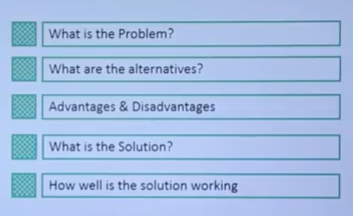 What is the Problem?
What are the alternatives?
Advantages & Disadvantages
What is the Solution?
How well is the solution working